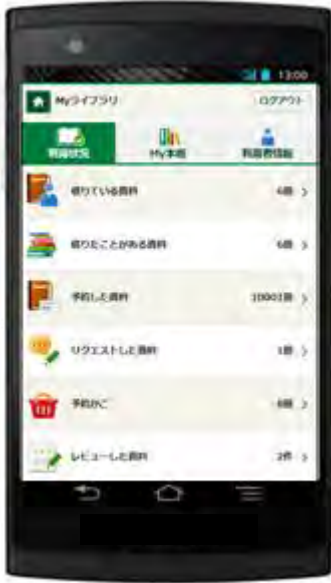 13:00
Myライブラリ ログアウト
利用状況 My本棚 利用者情報
借りている資料 6冊
借りたことがある資料 6冊
予約した資料 10003冊
リクエストした資料 1冊
予約かご
レビューした資料 2件